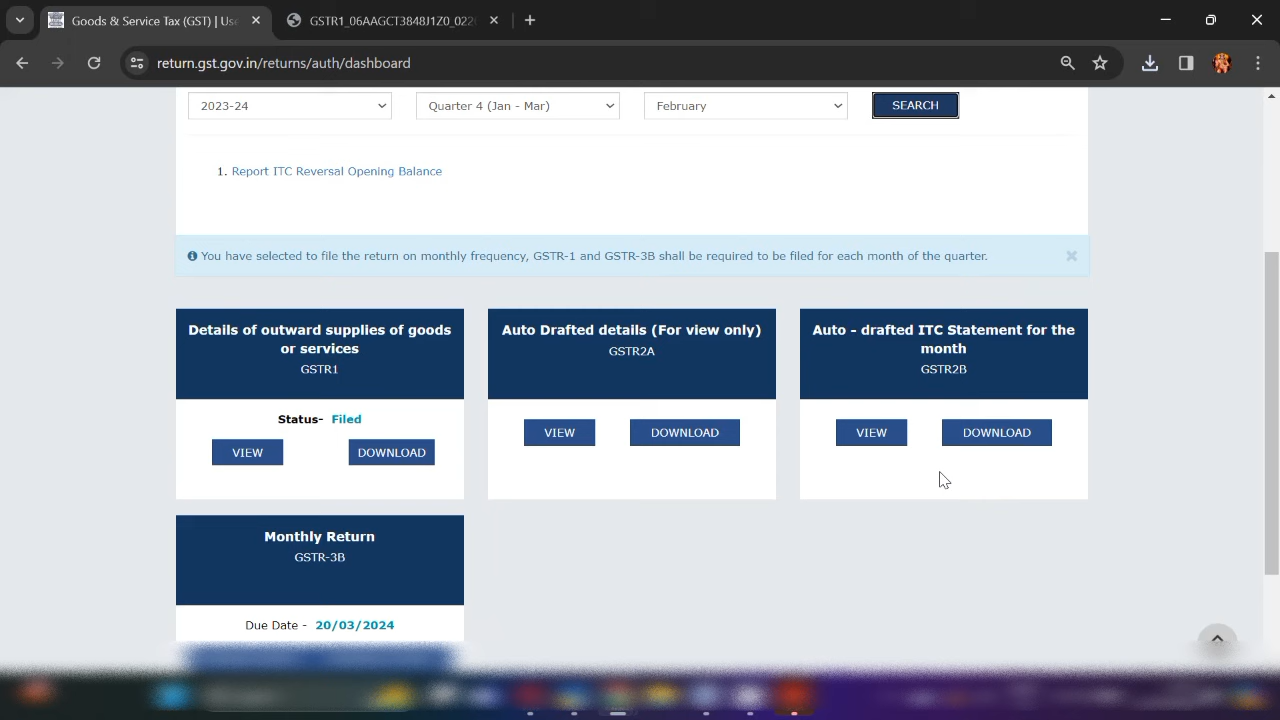 Goods & Service Tax (GST) | Use
GSTR1_06AAGCT3848J1Z0_022
return.gst.gov.in/returns/auth/dashboard
2023-24
Quarter 4 (Jan - Mar)
February
SEARCH
1. Report ITC Reversal Opening Balance
You have selected to file the return on monthly frequency, GSTR-1 and GSTR-3B shall be required to be filed for each month of the quarter.
Details of outward supplies of goods
or services
GSTR1
Status- Filed
VIEW
DOWNLOAD
Auto Drafted details (For view only)
GSTR2A
VIEW
DOWNLOAD
Auto - drafted ITC Statement for the
month
GSTR2B
VIEW
DOWNLOAD
Monthly Return
GSTR-3B
Due Date - 20/03/2024